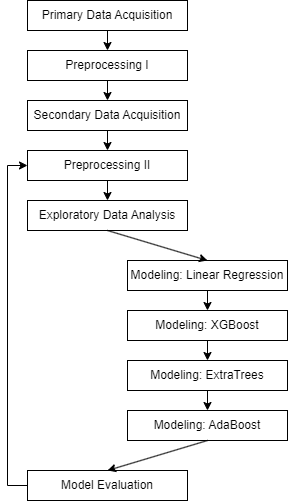 Primary Data Acquisition
Preprocessing I
Secondary Data Acquisition
Preprocessing II
Exploratory Data Analysis
Modeling: Linear Regression
Modeling: XGBoost
Modeling: ExtraTrees
Modeling: AdaBoost
Model Evaluation